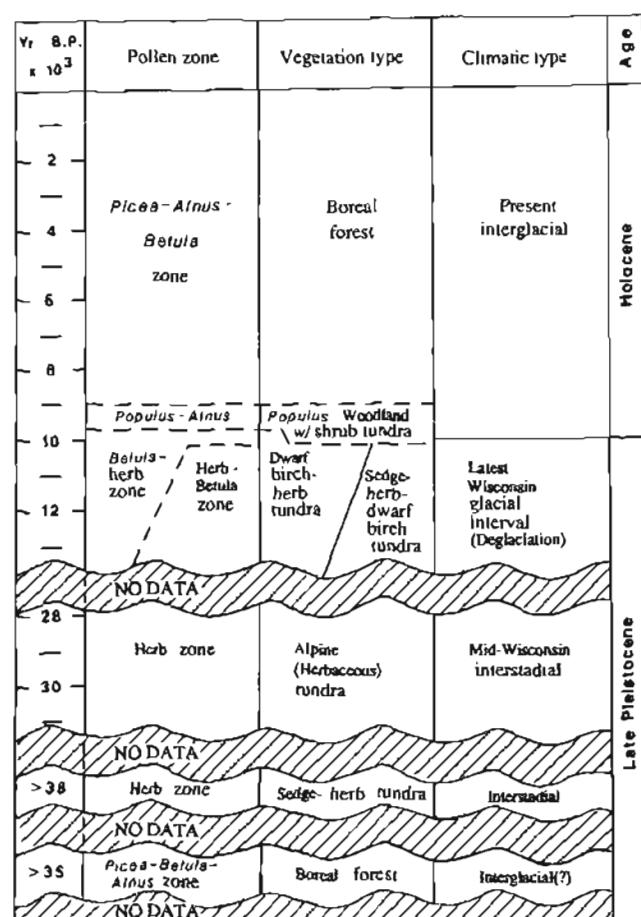 Yr B.P.
x 10³
Pollen zone
Vegetation type
Climatic type
Age
2
4
6
8
10
12
28
30
>38
>35
Picea-Alnus-
Betula
zone
Boreal
forest
Present
interglacial
Holocene
Populus-Alnus
Populus Woodland
w/ shrub tundra
Betula-
herb
zone
Herb-
Betula
zone
Dwarf
birch-
herb
tundra
Sedge-
herb-
dwarf
birch
tundra
Latest
Wisconsin
glacial
interval
(Deglaciation)
NO DATA
Herb zone
Alpine
(Herbaceous)
tundra
Mid-Wisconsin
interstadial
Late Pleistocene
NO DATA
Herb zone
Sedge-herb tundra
Interstadial
NO DATA
Picea-Betula-
Alnus zone
Boreal forest
Interglacial(?)
NO DATA